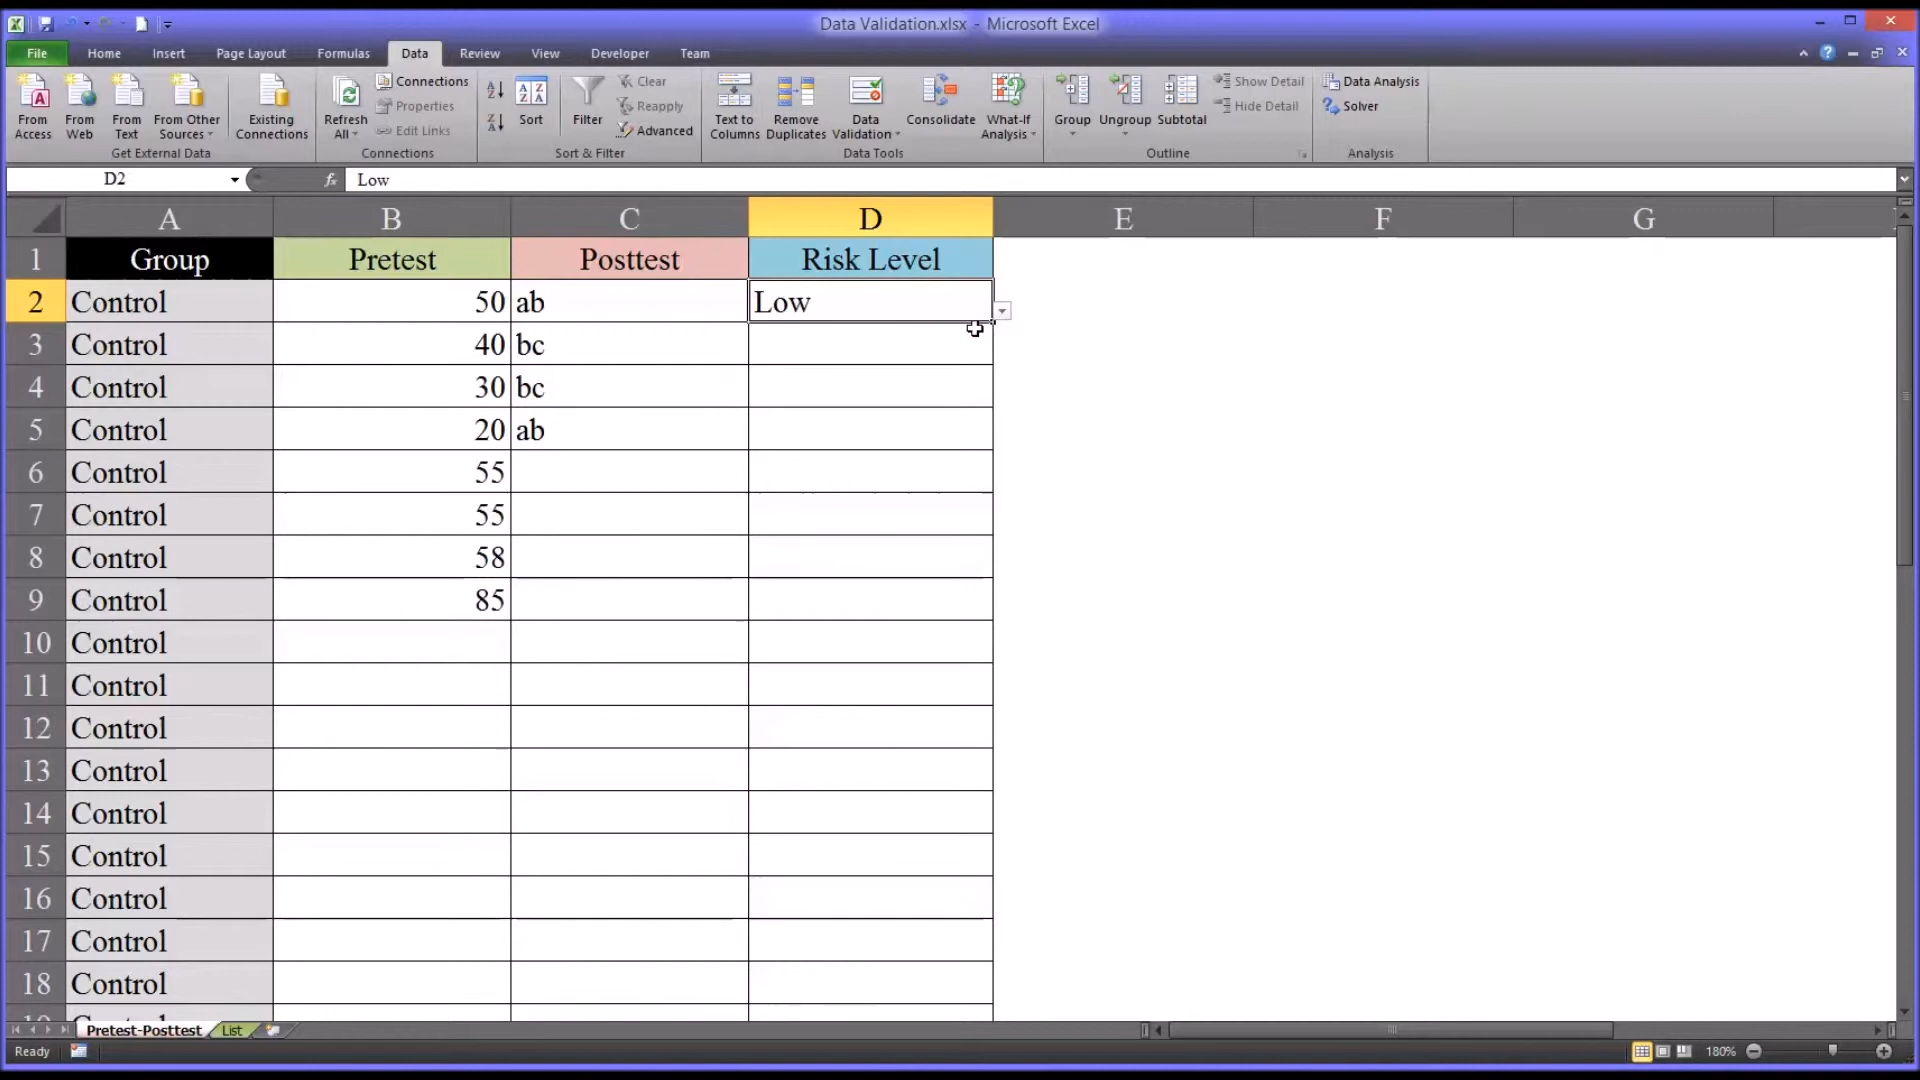 Data Validation.xlsx - Microsoft Excel
File Home Insert Page Layout Formulas Data Review View Developer Team
From Access From Web From Text From Other Sources Existing Connections
Get External Data
Refresh All Connections Properties Edit Links
Connections
Sort Filter Clear Reapply Advanced
Sort & Filter
Text to Columns Remove Duplicates Data Validation Consolidate What-If Analysis
Data Tools
Group Ungroup Subtotal Show Detail Hide Detail
Outline
Data Analysis Solver
Analysis
D2 fx Low
A B C D E F G
1 Group Pretest Posttest Risk Level
2 Control 50 ab Low
3 Control 40 bc
4 Control 30 bc
5 Control 20 ab
6 Control 55
7 Control 55
8 Control 58
9 Control 85
10 Control
11 Control
12 Control
13 Control
14 Control
15 Control
16 Control
17 Control
18 Control
Pretest-Posttest List
Ready 180%